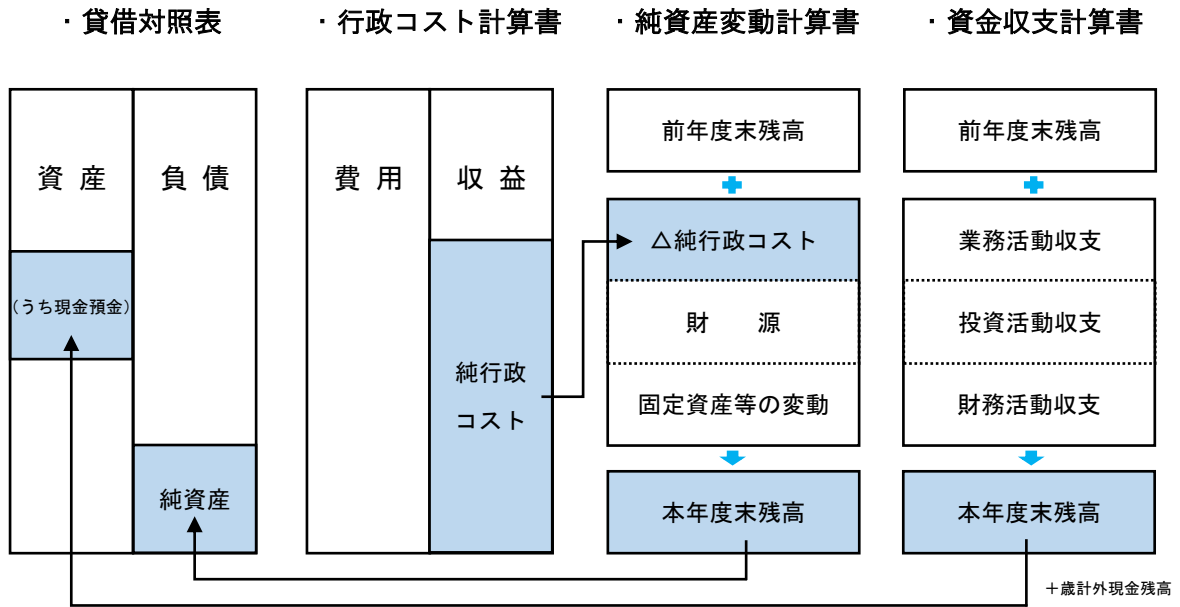 ・貸借対照表
・行政コスト計算書
・純資産変動計算書
・資金収支計算書
資 産
負 債
(うち現金預金)
純資産
費 用
収 益
純行政
コスト
前年度末残高
△純行政コスト
財　源
固定資産等の変動
本年度末残高
前年度末残高
業務活動収支
投資活動収支
財務活動収支
本年度末残高
＋歳計外現金残高